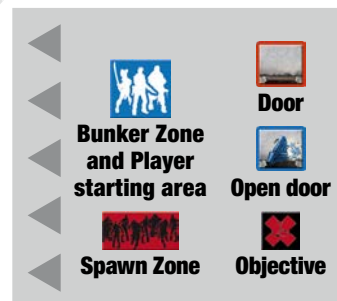 Bunker Zone
and Player
starting area
Spawn Zone
Door
Open door
Objective